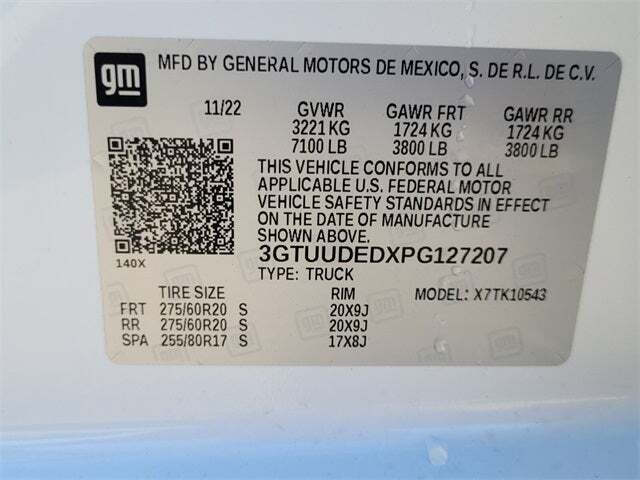 gm
MFD BY GENERAL MOTORS DE MEXICO, S. DE R.L. DE C.V.
11/22 GVWR GAWR FRT GAWR RR
3221 KG 1724 KG 1724 KG
7100 LB 3800 LB 3800 LB
THIS VEHICLE CONFORMS TO ALL
APPLICABLE U.S. FEDERAL MOTOR
VEHICLE SAFETY STANDARDS IN EFFECT
ON THE DATE OF MANUFACTURE
SHOWN ABOVE.
3GTUUDEDXPG127207
140X
TYPE: TRUCK
TIRE SIZE RIM MODEL: X7TK10543
FRT 275/60R20 S 20X9J
RR 275/60R20 S 20X9J
SPA 255/80R17 S 17X8J